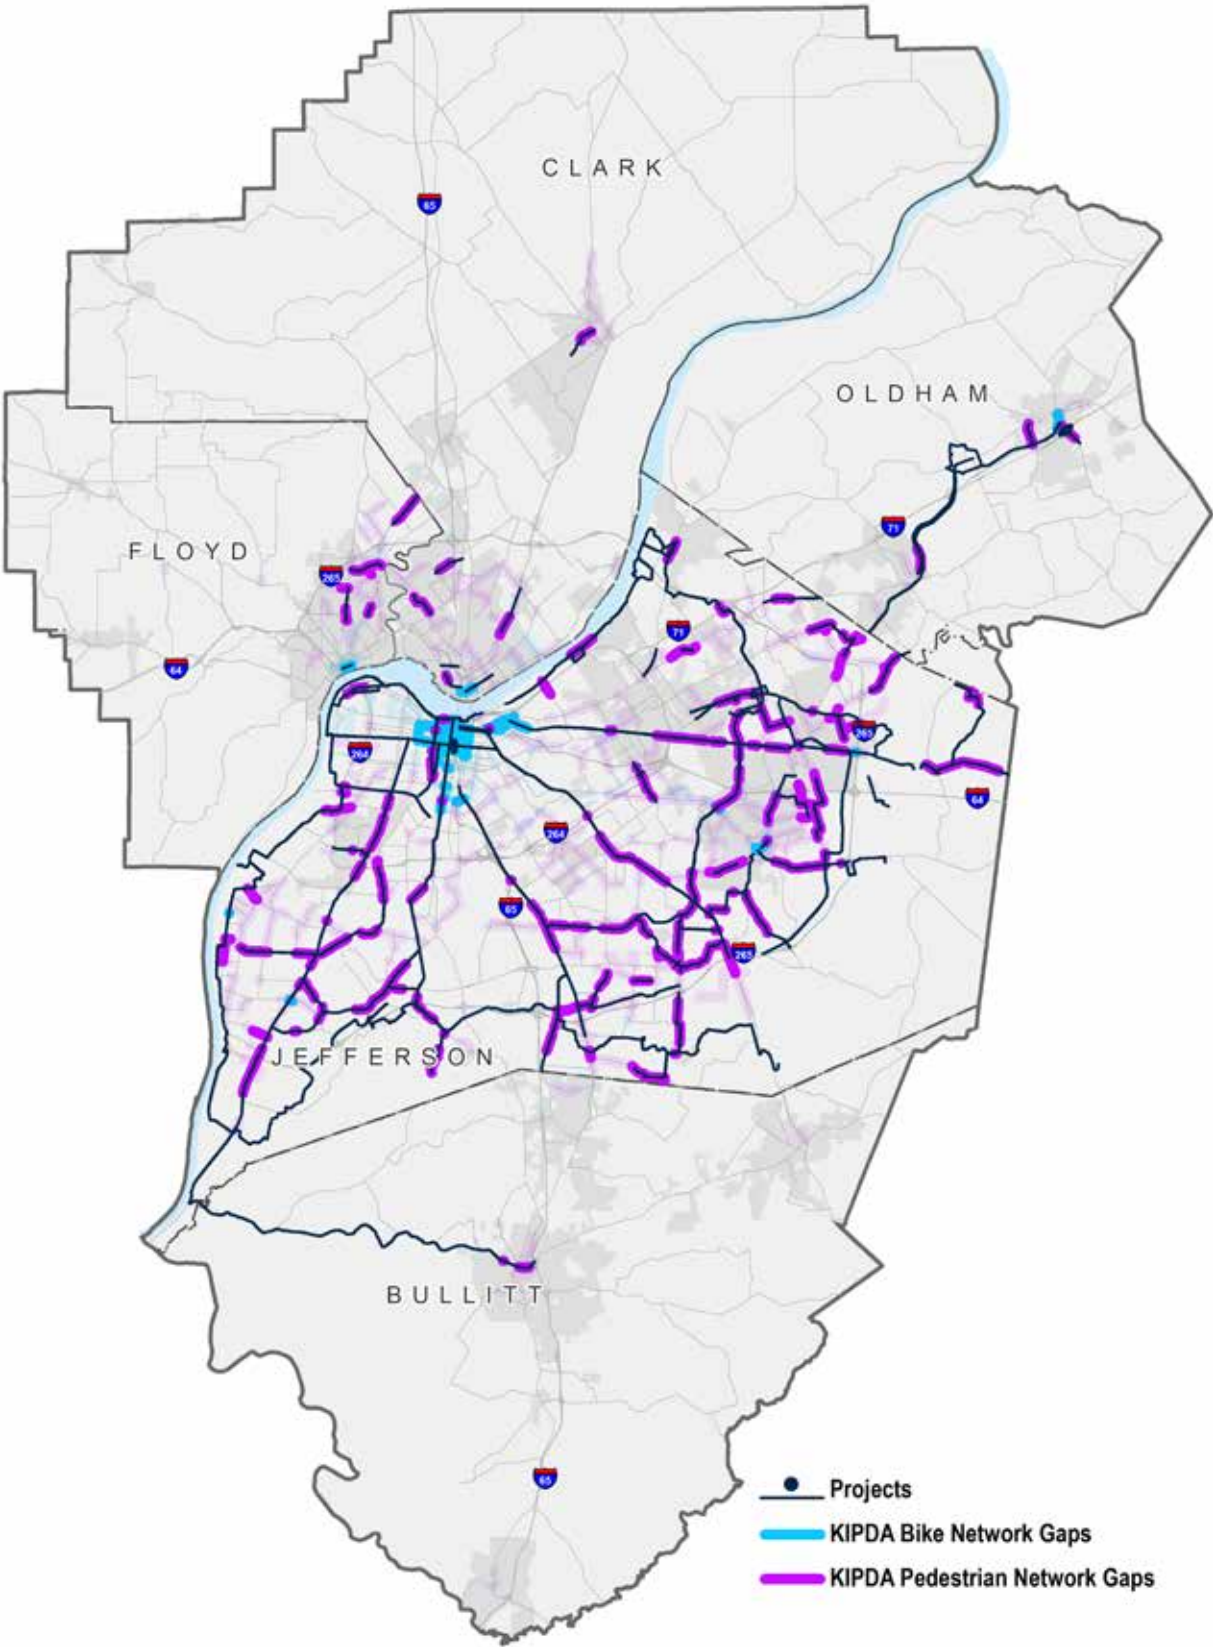 CLARK
65
OLDHAM
71
FLOYD
265
71
64
265
264
64
264
65
265
JEFFERSON
BULLITT
65
Projects
KIPDA Bike Network Gaps
KIPDA Pedestrian Network Gaps